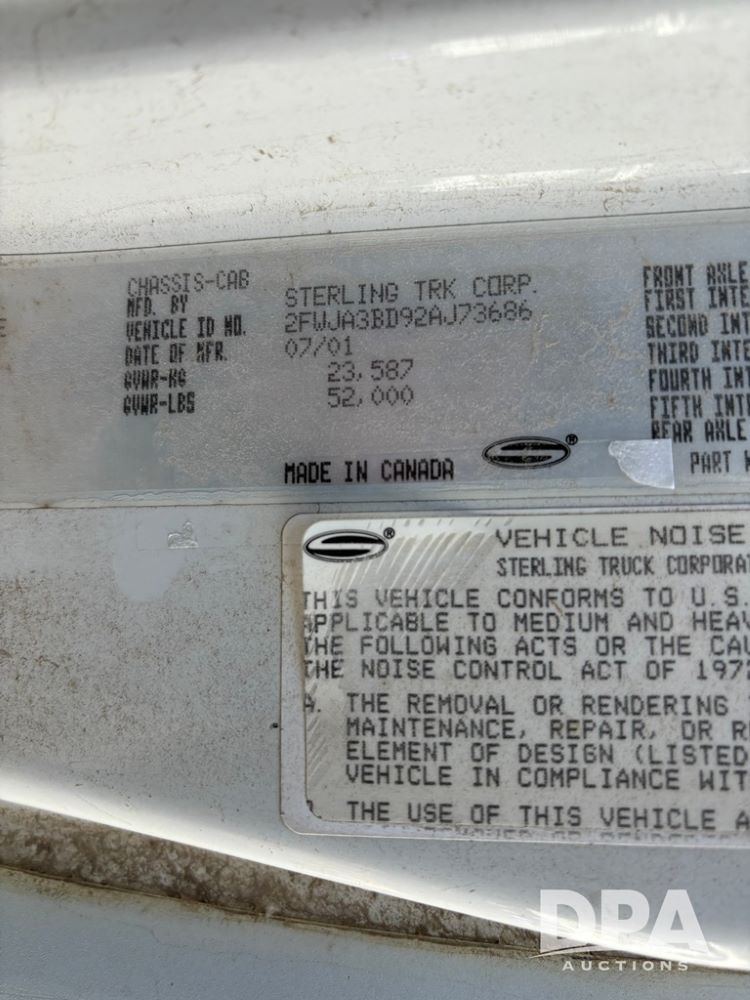 CHASSIS-CAB
MFD. BY STERLING TRK CORP.
VEHICLE ID NO. 2FWJA3BD92AJ73686
DATE OF MFR. 07/01
GVWR-KG 23,587
GVWR-LBS 52,000
MADE IN CANADA
FRONT AXLE
FIRST INTE
SECOND INT
THIRD INTE
FOURTH INT
FIFTH INT
REAR AXLE
PART
VEHICLE NOISE
STERLING TRUCK CORPORAT
THIS VEHICLE CONFORMS TO U.S.
APPLICABLE TO MEDIUM AND HEAV
THE FOLLOWING ACTS OR THE CAU
THE NOISE CONTROL ACT OF 1972
A. THE REMOVAL OR RENDERING
MAINTENANCE, REPAIR, OR RE
ELEMENT OF DESIGN (LISTED
VEHICLE IN COMPLIANCE WIT
THE USE OF THIS VEHICLE A
DPA
AUCTIONS